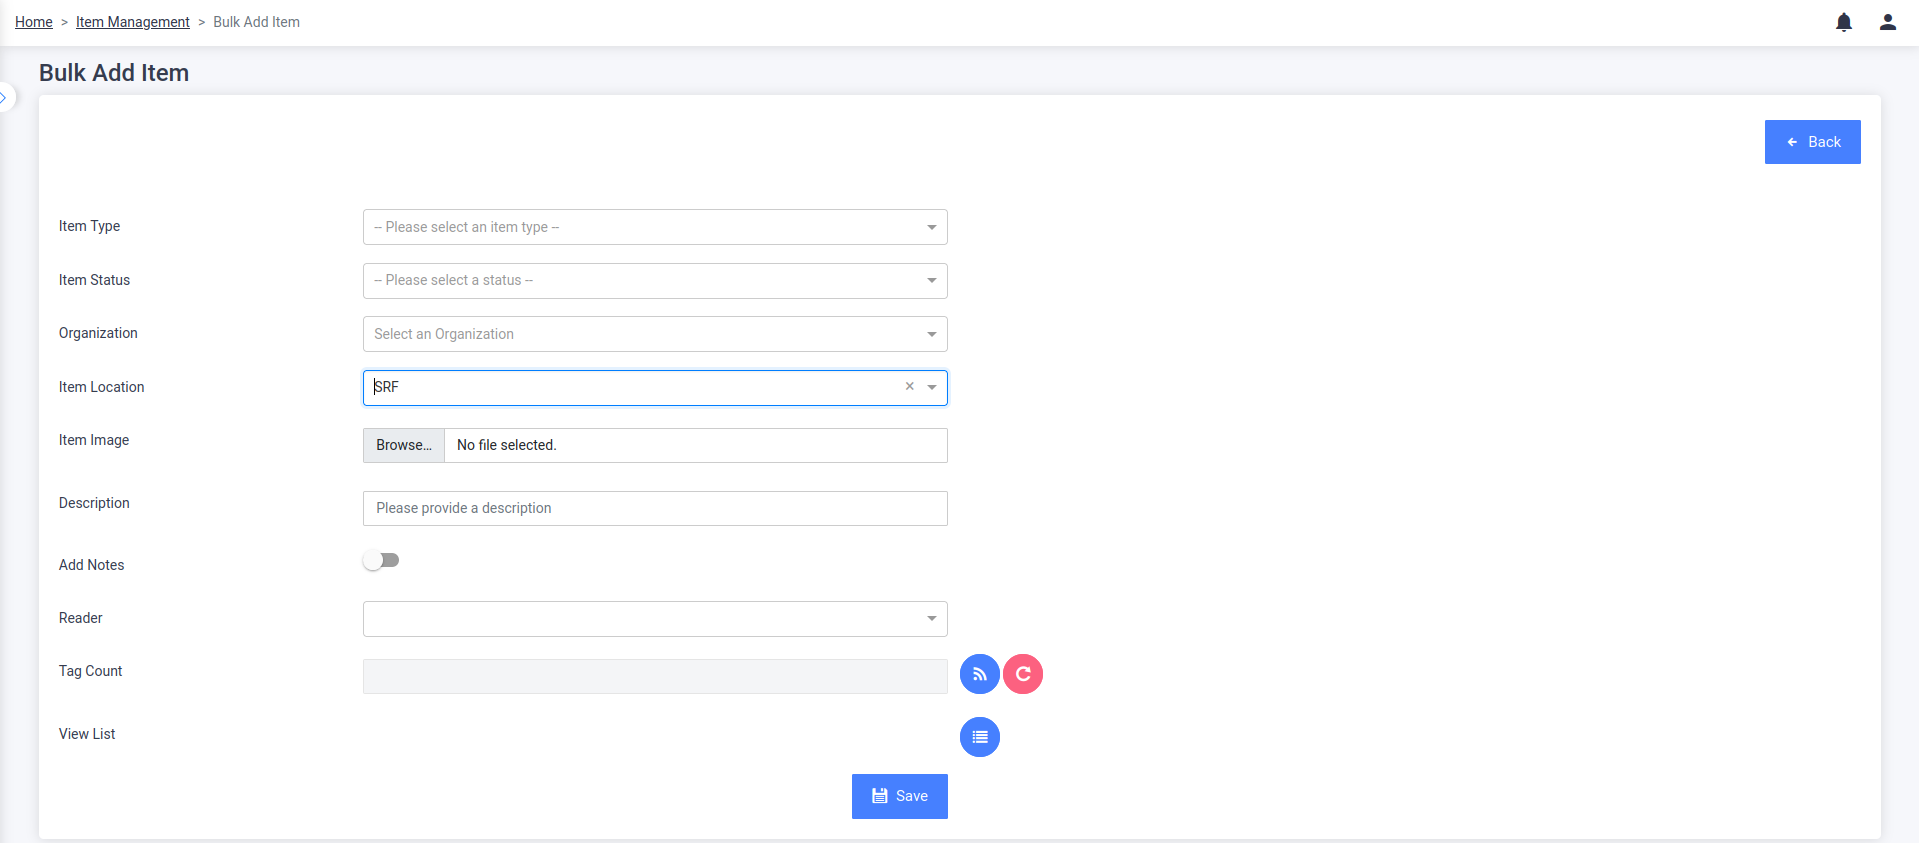 Home > Item Management > Bulk Add Item
Bulk Add Item
Back
Item Type
-- Please select an item type --
Item Status
-- Please select a status --
Organization
Select an Organization
Item Location
SRF ×
Item Image
Browse... No file selected.
Description
Please provide a description
Add Notes
Reader
Tag Count
View List
Save